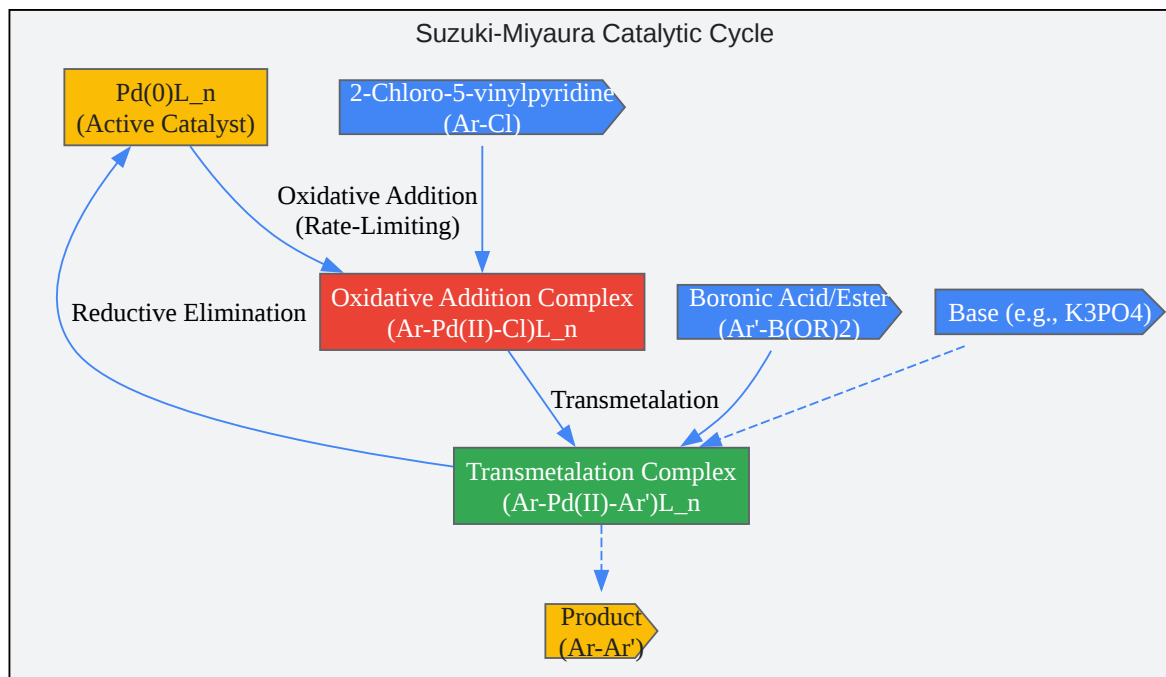 Suzuki-Miyaura Catalytic Cycle
Pd(0)L_n
(Active Catalyst)
2-Chloro-5-vinylpyridine
(Ar-Cl)
Oxidative Addition
(Rate-Limiting)
Oxidative Addition Complex
(Ar-Pd(II)-Cl)L_n
Boronic Acid/Ester
(Ar'-B(OR)2)
Base (e.g., K3PO4)
Reductive Elimination
Transmetalation
Transmetalation Complex
(Ar-Pd(II)-Ar')L_n
Product
(Ar-Ar')